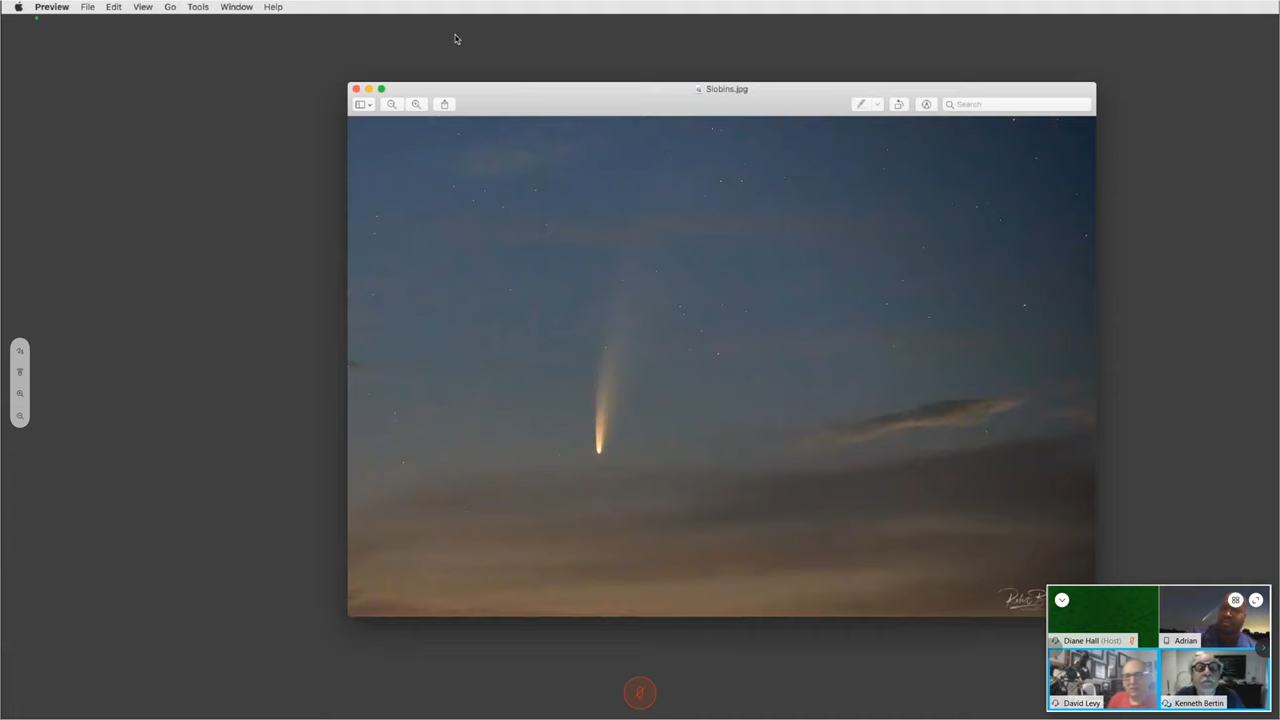 Preview File Edit View Go Tools Window Help
Slobins.jpg
Search
Diane Hall (Host)
Adrian
David Levy
Kenneth Bertin